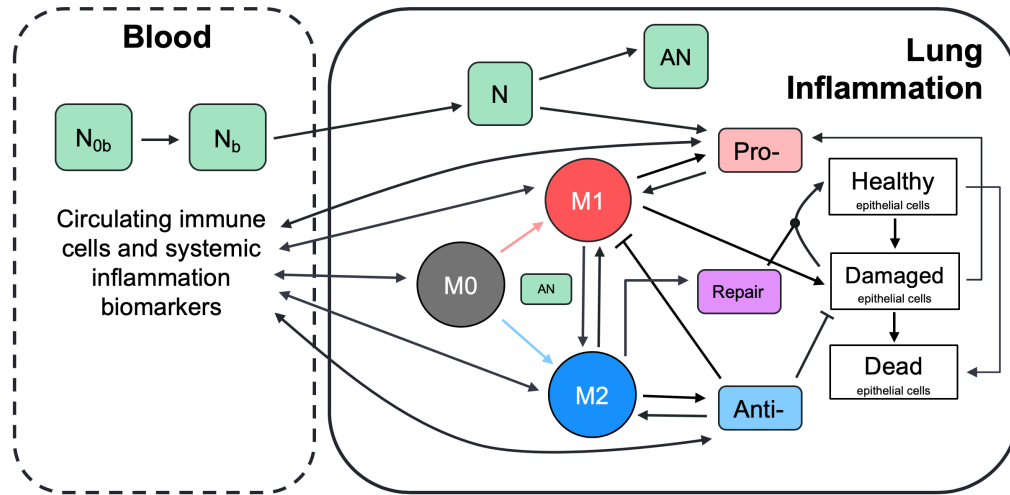 Blood
N0b
Nb
Circulating immune
cells and systemic
inflammation
biomarkers
Lung
Inflammation
N
AN
Pro-
M1
M0
AN
M2
Repair
Anti-
Healthy
epithelial cells
Damaged
epithelial cells
Dead
epithelial cells